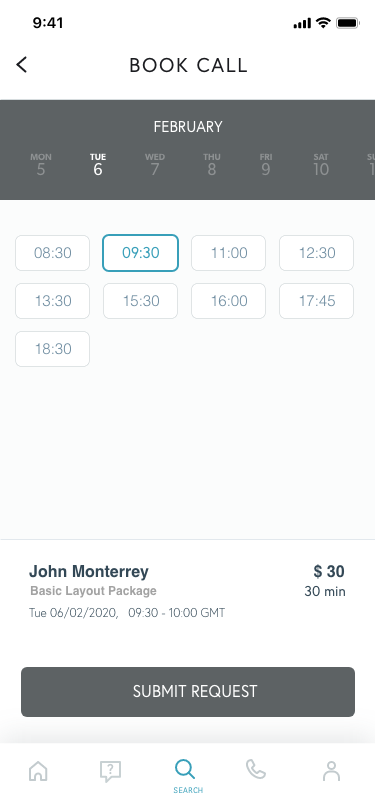 9:41
BOOK CALL
FEBRUARY
MON TUE WED THU FRI SAT
5 6 7 8 9 10
08:30 09:30 11:00 12:30
13:30 15:30 16:00 17:45
18:30
John Monterrey $ 30
Basic Layout Package 30 min
Tue 06/02/2020, 09:30 - 10:00 GMT
SUBMIT REQUEST
?
SEARCH